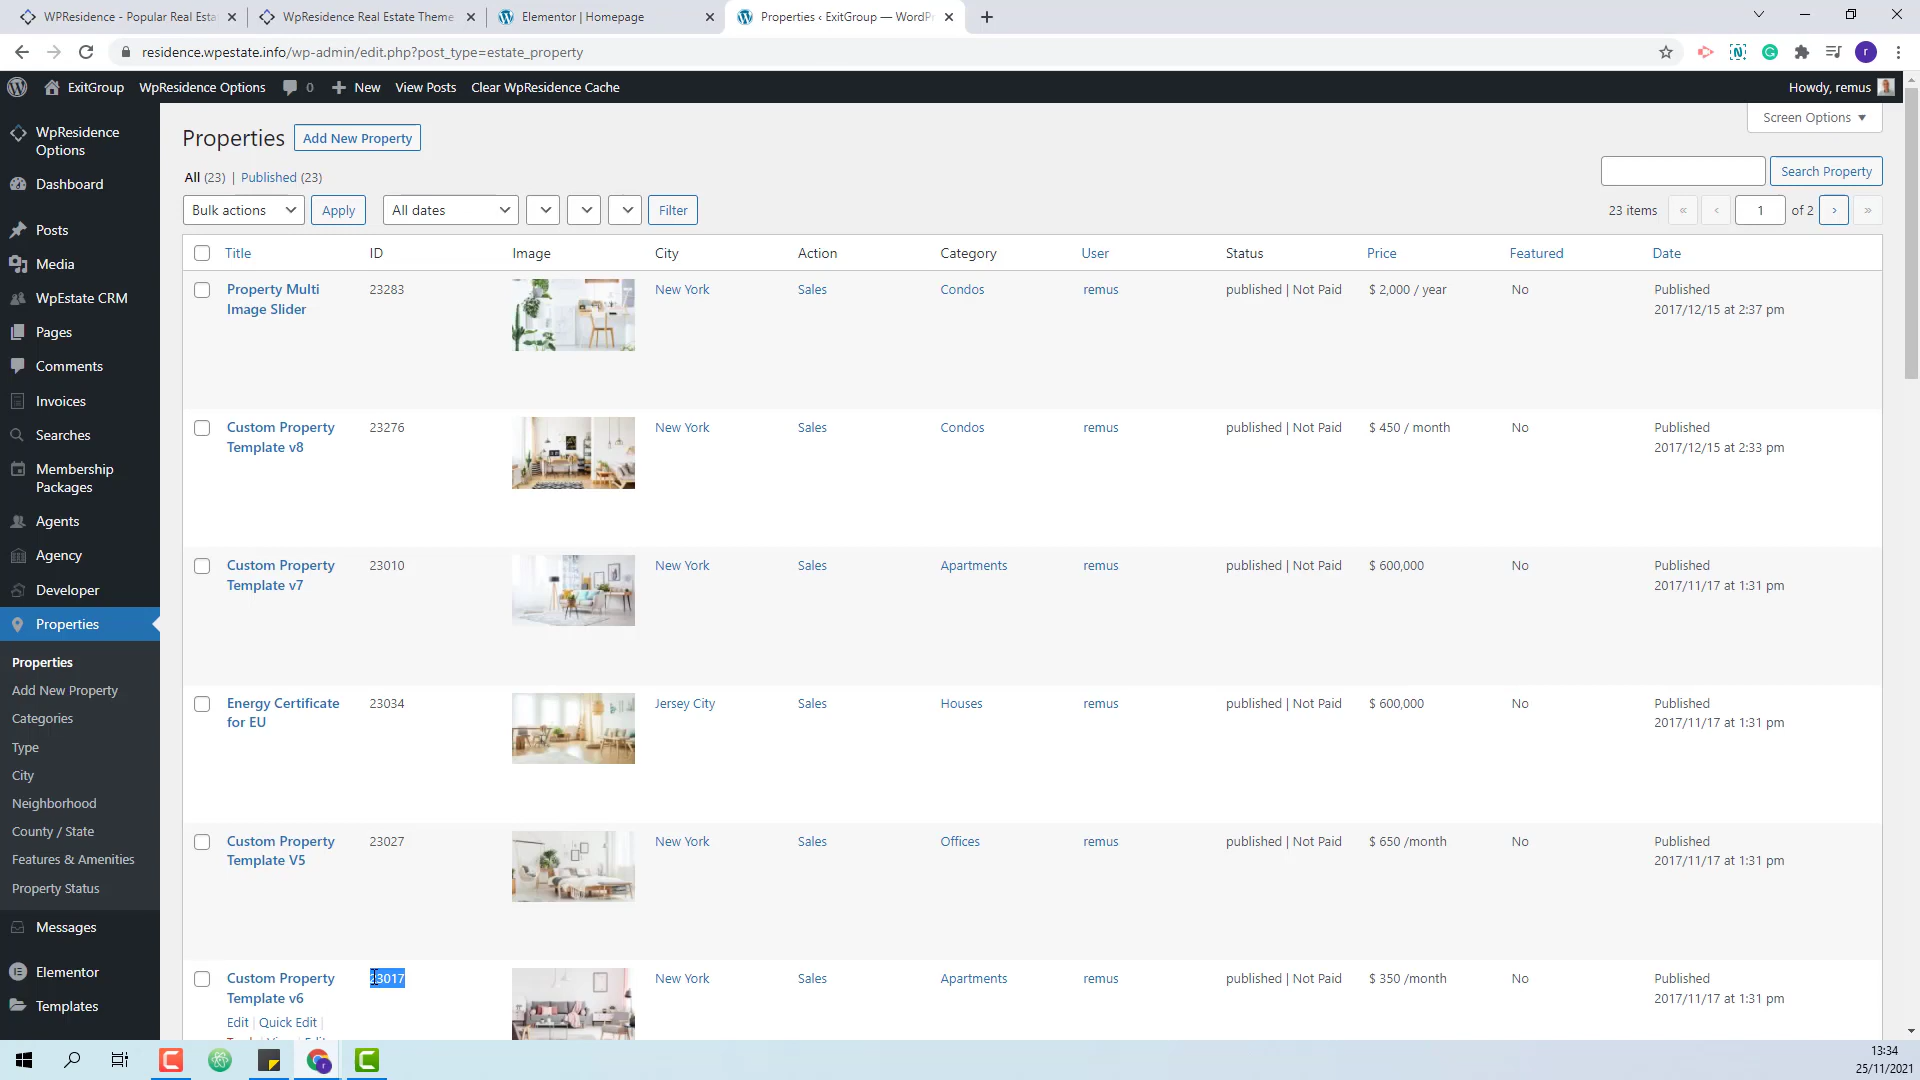 WPResidence - Popular Real Esta
WpResidence Real Estate Theme
Elementor | Homepage
Properties ‹ ExitGroup — WordPr
residence.wpestate.info/wp-admin/edit.php?post_type=estate_property
ExitGroup WpResidence Options 0 New View Posts Clear WpResidence Cache Howdy, remus
WpResidence
Options
Dashboard
Posts
Media
WpEstate CRM
Pages
Comments
Invoices
Searches
Membership
Packages
Agents
Agency
Developer
Properties
Properties
Add New Property
Categories
Type
City
Neighborhood
County / State
Features & Amenities
Property Status
Messages
Elementor
Templates
Properties Add New Property
Screen Options
All (23) | Published (23)
Search Property
Bulk actions Apply All dates Filter
23 items « ‹ 1 of 2 › »
Title ID Image City Action Category User Status Price Featured Date
Property Multi 23283 New York Sales Condos remus published | Not Paid $ 2,000 / year No Published
Image Slider 2017/12/15 at 2:37 pm
Custom Property 23276 New York Sales Condos remus published | Not Paid $ 450 / month No Published
Template v8 2017/12/15 at 2:33 pm
Custom Property 23010 New York Sales Apartments remus published | Not Paid $ 600,000 No Published
Template v7 2017/11/17 at 1:31 pm
Energy Certificate 23034 Jersey City Sales Houses remus published | Not Paid $ 600,000 No Published
for EU 2017/11/17 at 1:31 pm
Custom Property 23027 New York Sales Offices remus published | Not Paid $ 650 /month No Published
Template V5 2017/11/17 at 1:31 pm
Custom Property 23017 New York Sales Apartments remus published | Not Paid $ 350 /month No Published
Template v6 2017/11/17 at 1:31 pm
Edit | Quick Edit |
13:34
25/11/2021